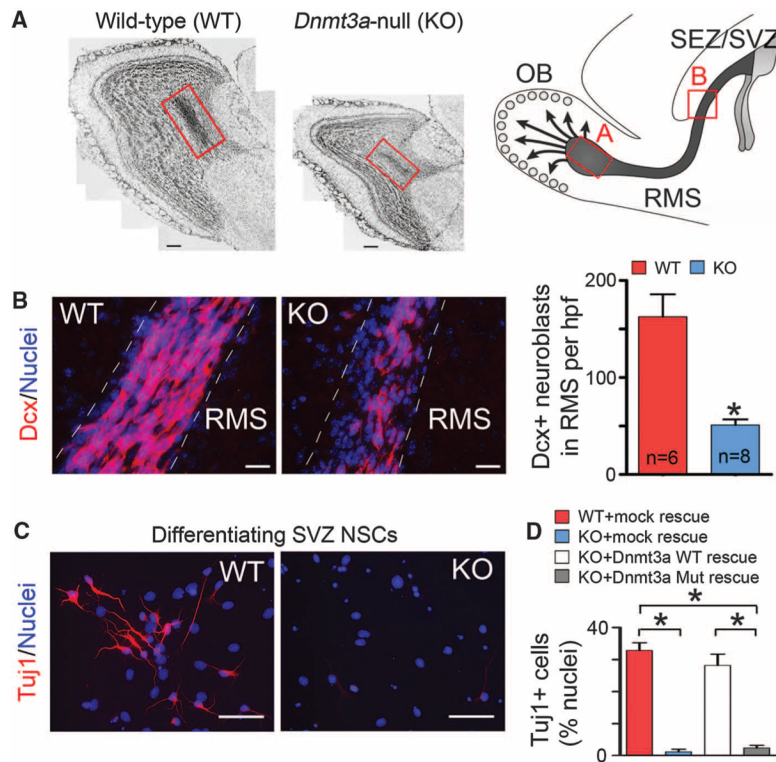 A
Wild-type (WT)
Dnmt3a-null (KO)
SEZ/SVZ
B
OB
A
RMS
B
WT
KO
Dcx/Nuclei
RMS
RMS
WT
KO
Dcx+ neuroblasts
in RMS per hpf
200
100
0
*
n=6
n=8
C
Differentiating SVZ NSCs
WT
KO
Tuj1/Nuclei
D
WT+mock rescue
KO+mock rescue
KO+Dnmt3a WT rescue
KO+Dnmt3a Mut rescue
*
*
*
Tuj1+ cells
(% nuclei)
40
0